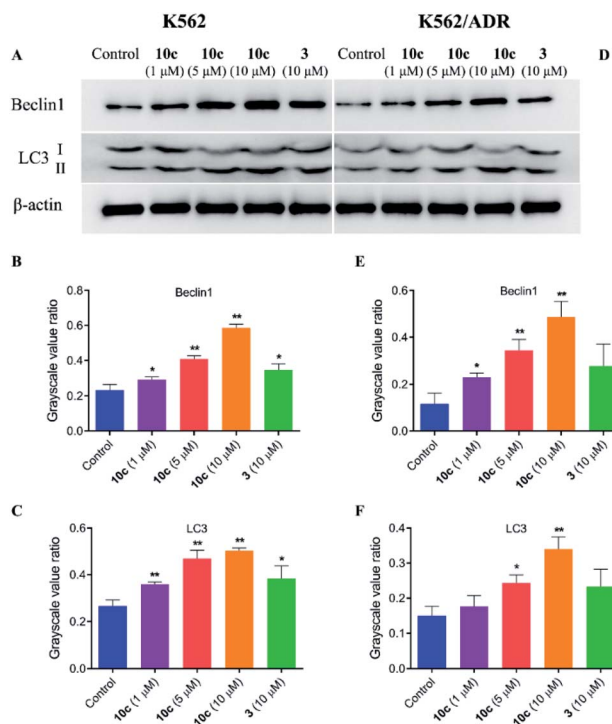 K562 K562/ADR
A Control 10c 10c 10c 3 Control 10c 10c 10c 3 D
(1 μM) (5 μM) (10 μM) (10 μM) (1 μM) (5 μM) (10 μM) (10 μM)
Beclin1
LC3 I
II
β-actin
B
Beclin1
Grayscale value ratio
0.8
0.6
0.4
0.2
0.0
* ** ** *
Control
10c (1 μM)
10c (5 μM)
10c (10 μM)
3 (10 μM)
E
Beclin1
Grayscale value ratio
0.6
0.4
0.2
0.0
* ** **
Control
10c (1 μM)
10c (5 μM)
10c (10 μM)
3 (10 μM)
C
LC3
Grayscale value ratio
0.6
0.4
0.2
0.0
** ** ** *
Control
10c (1 μM)
10c (5 μM)
10c (10 μM)
3 (10 μM)
F
LC3
Grayscale value ratio
0.4
0.3
0.2
0.1
0.0
* **
Control
10c (1 μM)
10c (5 μM)
10c (10 μM)
3 (10 μM)